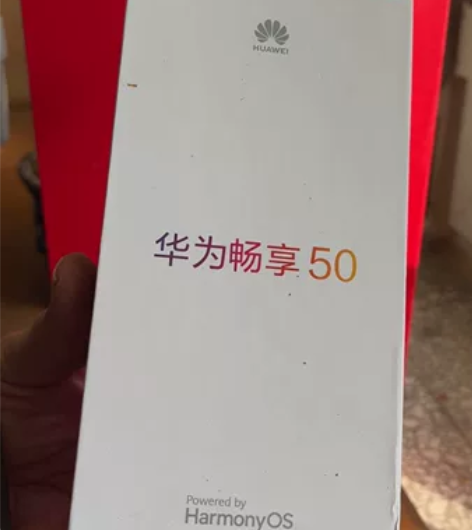 HUAWEI
华为畅享50
Powered by
HarmonyOS